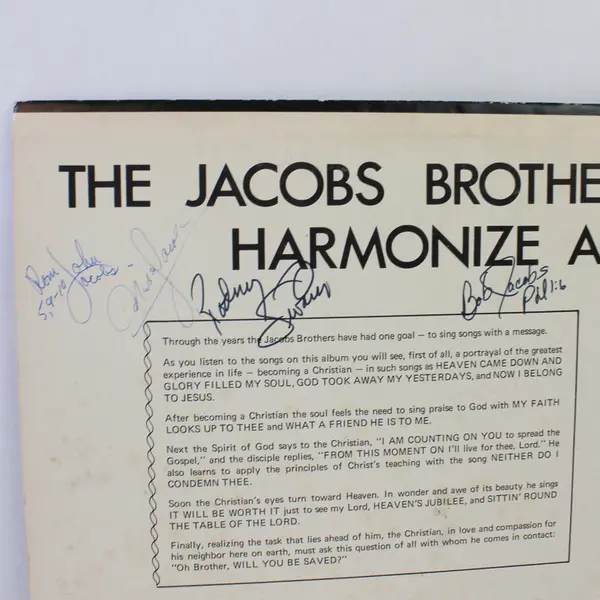 THE JACOBS BROTHE
HARMONIZE A
John
Jacobs
Rom
5:9-10
Rodney
Swaun
Bob Jacobs
Phil 1:6
Through the years the Jacobs Brothers have had one goal — to sing songs with a message.
As you listen to the songs on this album you will see, first of all, a portrayal of the greatest
experience in life — becoming a Christian — in such songs as HEAVEN CAME DOWN AND
GLORY FILLED MY SOUL, GOD TOOK AWAY MY YESTERDAYS, and NOW I BELONG
TO JESUS.
After becoming a Christian the soul feels the need to sing praise to God with MY FAITH
LOOKS UP TO THEE and WHAT A FRIEND HE IS TO ME.
Next the Spirit of God says to the Christian, "I AM COUNTING ON YOU to spread the
Gospel," and the disciple replies, "FROM THIS MOMENT ON I'll live for thee, Lord." He
also learns to apply the principles of Christ's teaching with the song NEITHER DO I
CONDEMN THEE.
Soon the Christian's eyes turn toward Heaven. In wonder and awe of its beauty he sings
IT WILL BE WORTH IT just to see my Lord, HEAVEN'S JUBILEE, and SITTIN' ROUND
THE TABLE OF THE LORD.
Finally, realizing the task that lies ahead of him, the Christian, in love and compassion for
his neighbor here on earth, must ask this question of all with whom he comes in contact:
"Oh Brother, WILL YOU BE SAVED?"